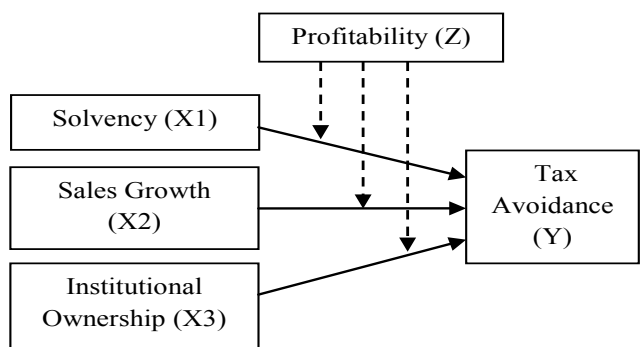 Profitability (Z)
Solvency (X1)
Sales Growth
(X2)
Institutional
Ownership (X3)
Tax
Avoidance
(Y)